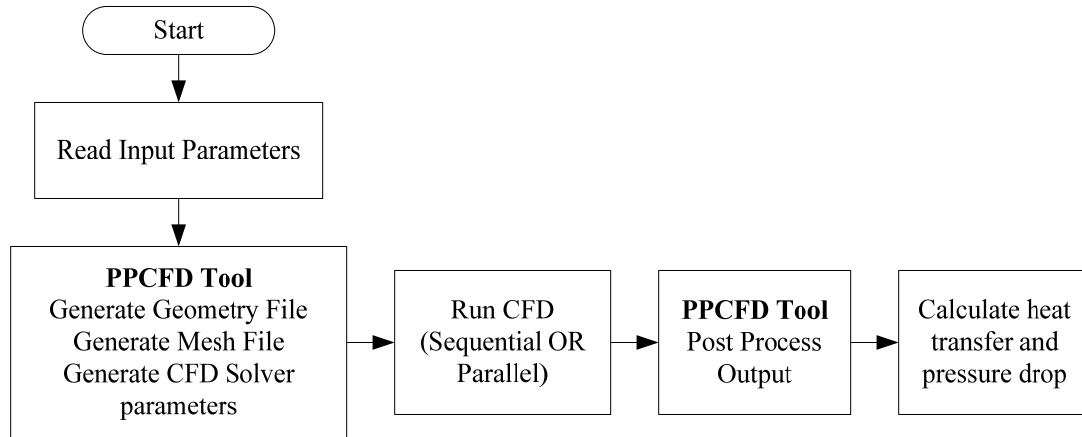 Start
Read Input Parameters
PPCFD Tool
Generate Geometry File
Generate Mesh File
Generate CFD Solver
parameters
Run CFD
(Sequential OR
Parallel)
PPCFD Tool
Post Process
Output
Calculate heat
transfer and
pressure drop